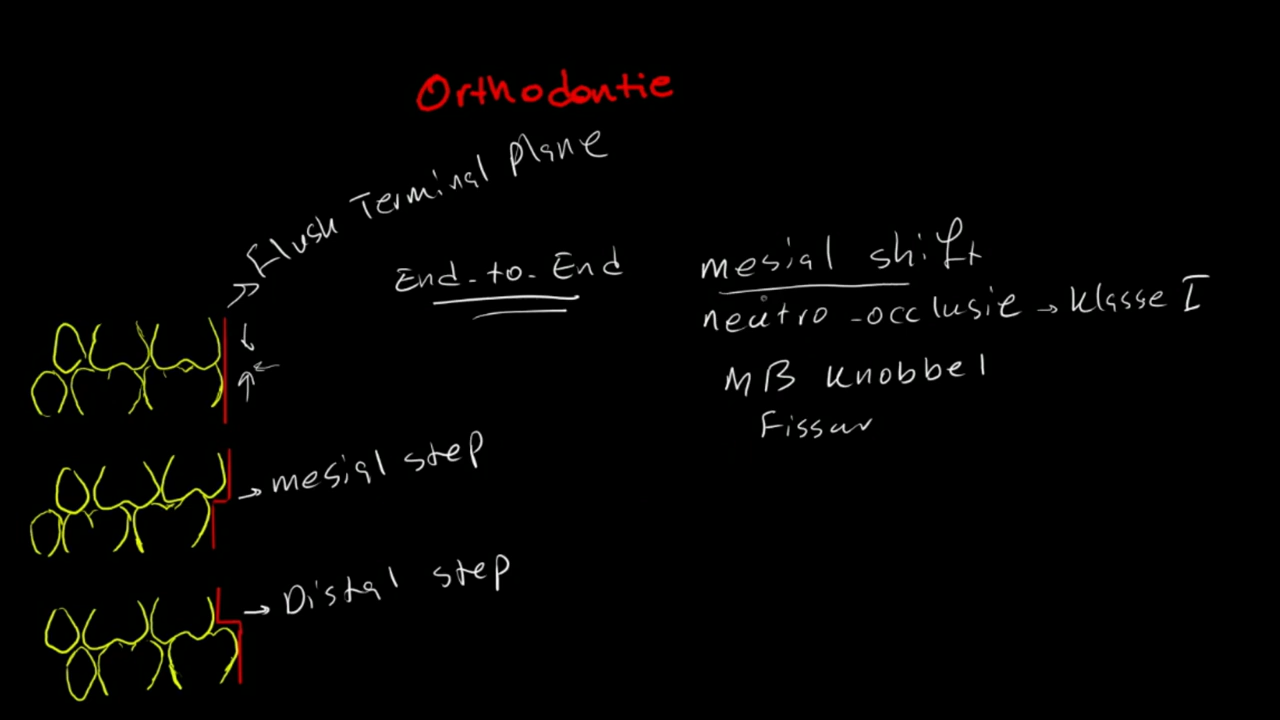 Orthodontie
Flush Terminal Plane
End-to-End
mesial shift
neutro-occlusie → Klasse I
MB Knobbel
Fissur
→ mesial step
→ Distal step